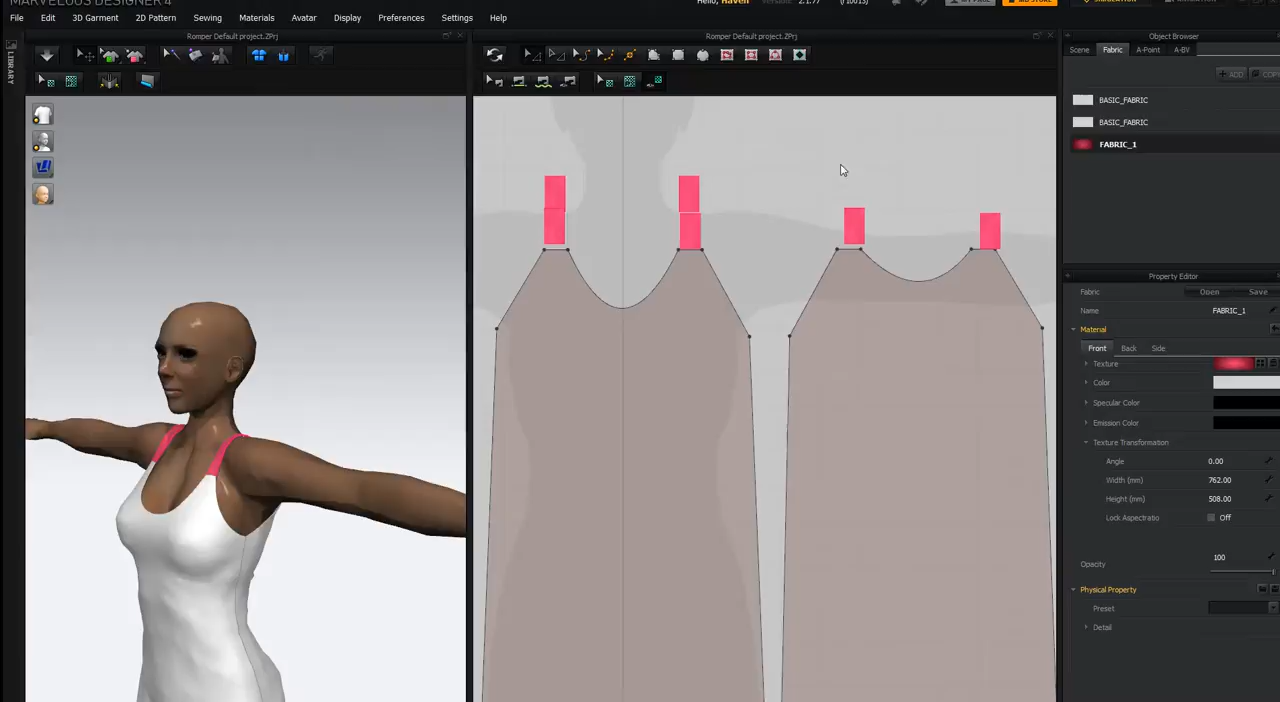 MARVELOUS DESIGNER 4
Hello, Haven
File Edit 3D Garment 2D Pattern Sewing Materials Avatar Display Preferences Settings Help
Romper Default project.ZPrj
Romper Default project.ZPrj
Object Browser
LIBRARY
Scene Fabric A-Point A-BV
+ ADD COPY
BASIC_FABRIC
BASIC_FABRIC
FABRIC_1
Property Editor
Fabric Open Save
Name FABRIC_1
Material
Front Back Side
Texture
Color
Specular Color
Emission Color
Texture Transformation
Angle 0.00
Width (mm) 762.00
Height (mm) 508.00
Lock Aspectratio Off
Opacity 100
Physical Property
Preset
Detail